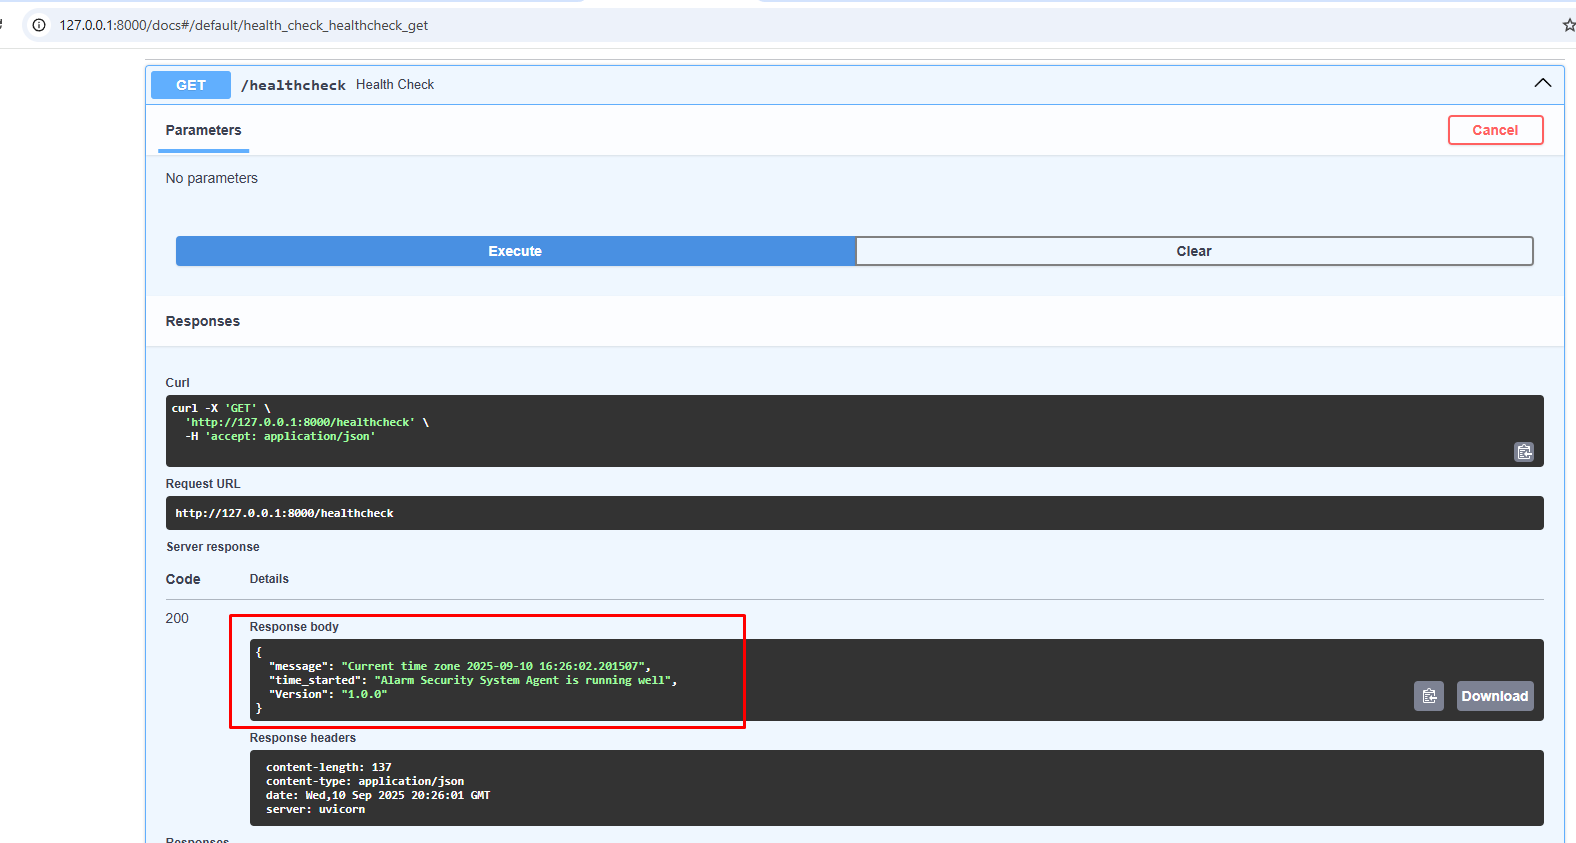 127.0.0.1:8000/docs#/default/health_check_healthcheck_get
GET /healthcheck Health Check
Parameters
Cancel
No parameters
Execute
Clear
Responses
Curl
curl -X 'GET' \
'http://127.0.0.1:8000/healthcheck' \
-H 'accept: application/json'
Request URL
http://127.0.0.1:8000/healthcheck
Server response
Code Details
200
Response body
{
"message": "Current time zone 2025-09-10 16:26:02.201507",
"time_started": "Alarm Security System Agent is running well",
"Version": "1.0.0"
}
Download
Response headers
content-length: 137
content-type: application/json
date: Wed,10 Sep 2025 20:26:01 GMT
server: uvicorn
Responses